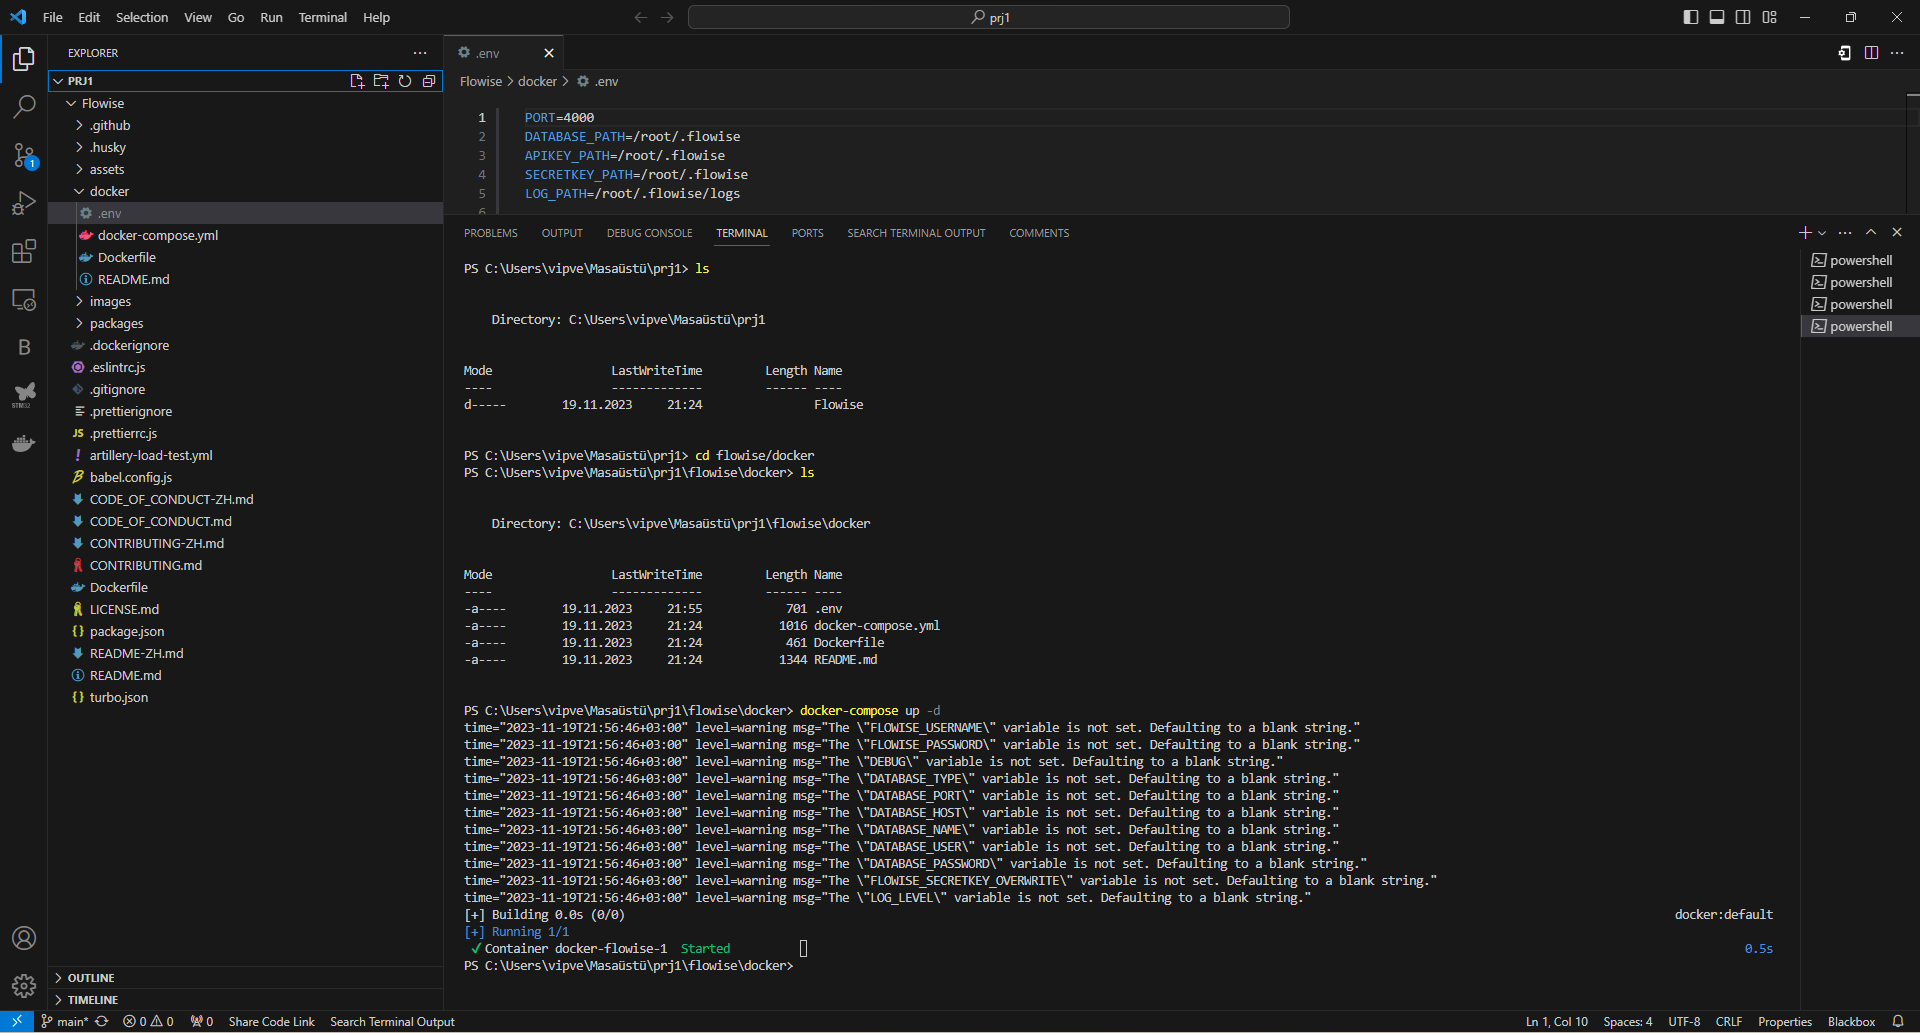 File Edit Selection View Go Run Terminal Help
prj1
EXPLORER
PRJ1
Flowise
.github
.husky
assets
docker
.env
docker-compose.yml
Dockerfile
README.md
images
packages
.dockerignore
.eslintrc.js
.gitignore
.prettierignore
JS .prettierrc.js
artillery-load-test.yml
babel.config.js
CODE_OF_CONDUCT-ZH.md
CODE_OF_CONDUCT.md
CONTRIBUTING-ZH.md
CONTRIBUTING.md
Dockerfile
LICENSE.md
package.json
README-ZH.md
README.md
turbo.json
OUTLINE
TIMELINE
1
B
STM32
.env
Flowise > docker > .env
1 PORT=4000
2 DATABASE_PATH=/root/.flowise
3 APIKEY_PATH=/root/.flowise
4 SECRETKEY_PATH=/root/.flowise
5 LOG_PATH=/root/.flowise/logs
6
PROBLEMS OUTPUT DEBUG CONSOLE TERMINAL PORTS SEARCH TERMINAL OUTPUT COMMENTS
PS C:\Users\vipve\Masaüstü\prj1> ls
Directory: C:\Users\vipve\Masaüstü\prj1
Mode LastWriteTime Length Name
---- ------------- ------ ----
d----- 19.11.2023 21:24 Flowise
PS C:\Users\vipve\Masaüstü\prj1> cd flowise/docker
PS C:\Users\vipve\Masaüstü\prj1\flowise\docker> ls
Directory: C:\Users\vipve\Masaüstü\prj1\flowise\docker
Mode LastWriteTime Length Name
---- ------------- ------ ----
-a---- 19.11.2023 21:55 701 .env
-a---- 19.11.2023 21:24 1016 docker-compose.yml
-a---- 19.11.2023 21:24 461 Dockerfile
-a---- 19.11.2023 21:24 1344 README.md
PS C:\Users\vipve\Masaüstü\prj1\flowise\docker> docker-compose up -d
time="2023-11-19T21:56:46+03:00" level=warning msg="The \"FLOWISE_USERNAME\" variable is not set. Defaulting to a blank string."
time="2023-11-19T21:56:46+03:00" level=warning msg="The \"FLOWISE_PASSWORD\" variable is not set. Defaulting to a blank string."
time="2023-11-19T21:56:46+03:00" level=warning msg="The \"DEBUG\" variable is not set. Defaulting to a blank string."
time="2023-11-19T21:56:46+03:00" level=warning msg="The \"DATABASE_TYPE\" variable is not set. Defaulting to a blank string."
time="2023-11-19T21:56:46+03:00" level=warning msg="The \"DATABASE_PORT\" variable is not set. Defaulting to a blank string."
time="2023-11-19T21:56:46+03:00" level=warning msg="The \"DATABASE_HOST\" variable is not set. Defaulting to a blank string."
time="2023-11-19T21:56:46+03:00" level=warning msg="The \"DATABASE_NAME\" variable is not set. Defaulting to a blank string."
time="2023-11-19T21:56:46+03:00" level=warning msg="The \"DATABASE_USER\" variable is not set. Defaulting to a blank string."
time="2023-11-19T21:56:46+03:00" level=warning msg="The \"DATABASE_PASSWORD\" variable is not set. Defaulting to a blank string."
time="2023-11-19T21:56:46+03:00" level=warning msg="The \"FLOWISE_SECRETKEY_OVERWRITE\" variable is not set. Defaulting to a blank string."
time="2023-11-19T21:56:46+03:00" level=warning msg="The \"LOG_LEVEL\" variable is not set. Defaulting to a blank string."
[+] Building 0.0s (0/0) docker:default
[+] Running 1/1
✓Container docker-flowise-1 Started 0.5s
PS C:\Users\vipve\Masaüstü\prj1\flowise\docker>
powershell
powershell
powershell
powershell
main* 0 0 0 Share Code Link Search Terminal Output Ln 1, Col 10 Spaces: 4 UTF-8 CRLF Properties Blackbox